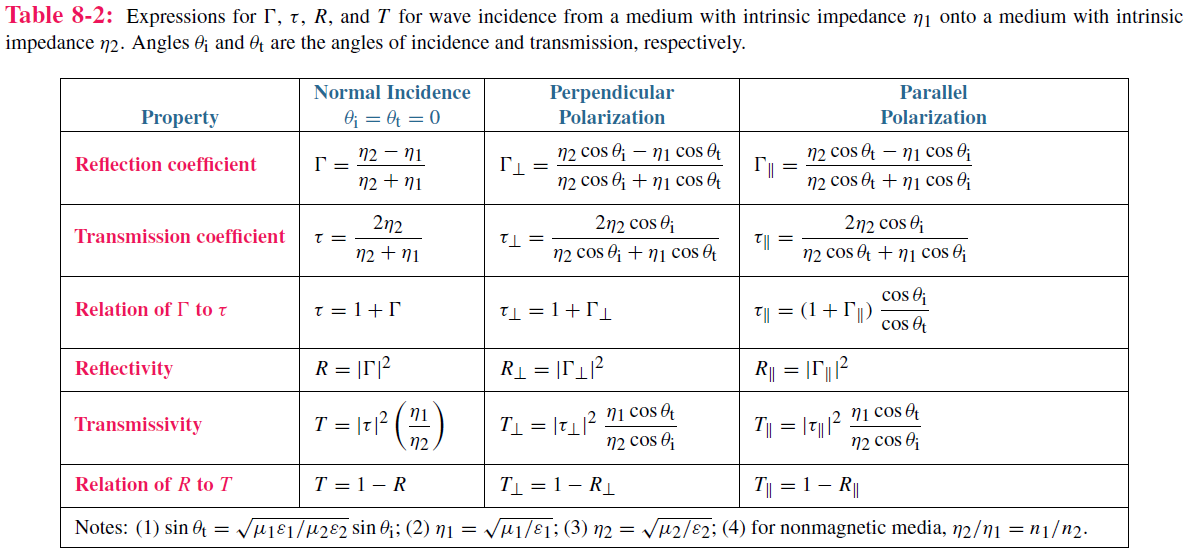 Table 8-2: Expressions for Γ, τ, R, and T for wave incidence from a medium with intrinsic impedance η₁ onto a medium with intrinsic
impedance η₂. Angles θᵢ and θₜ are the angles of incidence and transmission, respectively.
Property | Normal Incidence θᵢ = θₜ = 0 | Perpendicular Polarization | Parallel Polarization
Reflection coefficient | Γ = (η₂ − η₁)/(η₂ + η₁) | Γ⊥ = (η₂ cos θᵢ − η₁ cos θₜ)/(η₂ cos θᵢ + η₁ cos θₜ) | Γ∥ = (η₂ cos θₜ − η₁ cos θᵢ)/(η₂ cos θₜ + η₁ cos θᵢ)
Transmission coefficient | τ = 2η₂/(η₂ + η₁) | τ⊥ = 2η₂ cos θᵢ/(η₂ cos θᵢ + η₁ cos θₜ) | τ∥ = 2η₂ cos θᵢ/(η₂ cos θₜ + η₁ cos θᵢ)
Relation of Γ to τ | τ = 1 + Γ | τ⊥ = 1 + Γ⊥ | τ∥ = (1 + Γ∥) cos θᵢ/cos θₜ
Reflectivity | R = |Γ|² | R⊥ = |Γ⊥|² | R∥ = |Γ∥|²
Transmissivity | T = |τ|² (η₁/η₂) | T⊥ = |τ⊥|² η₁ cos θₜ/η₂ cos θᵢ | T∥ = |τ∥|² η₁ cos θₜ/η₂ cos θᵢ
Relation of R to T | T = 1 − R | T⊥ = 1 − R⊥ | T∥ = 1 − R∥
Notes: (1) sin θₜ = √(μ₁ε₁/μ₂ε₂) sin θᵢ; (2) η₁ = √(μ₁/ε₁); (3) η₂ = √(μ₂/ε₂); (4) for nonmagnetic media, η₂/η₁ = n₁/n₂.